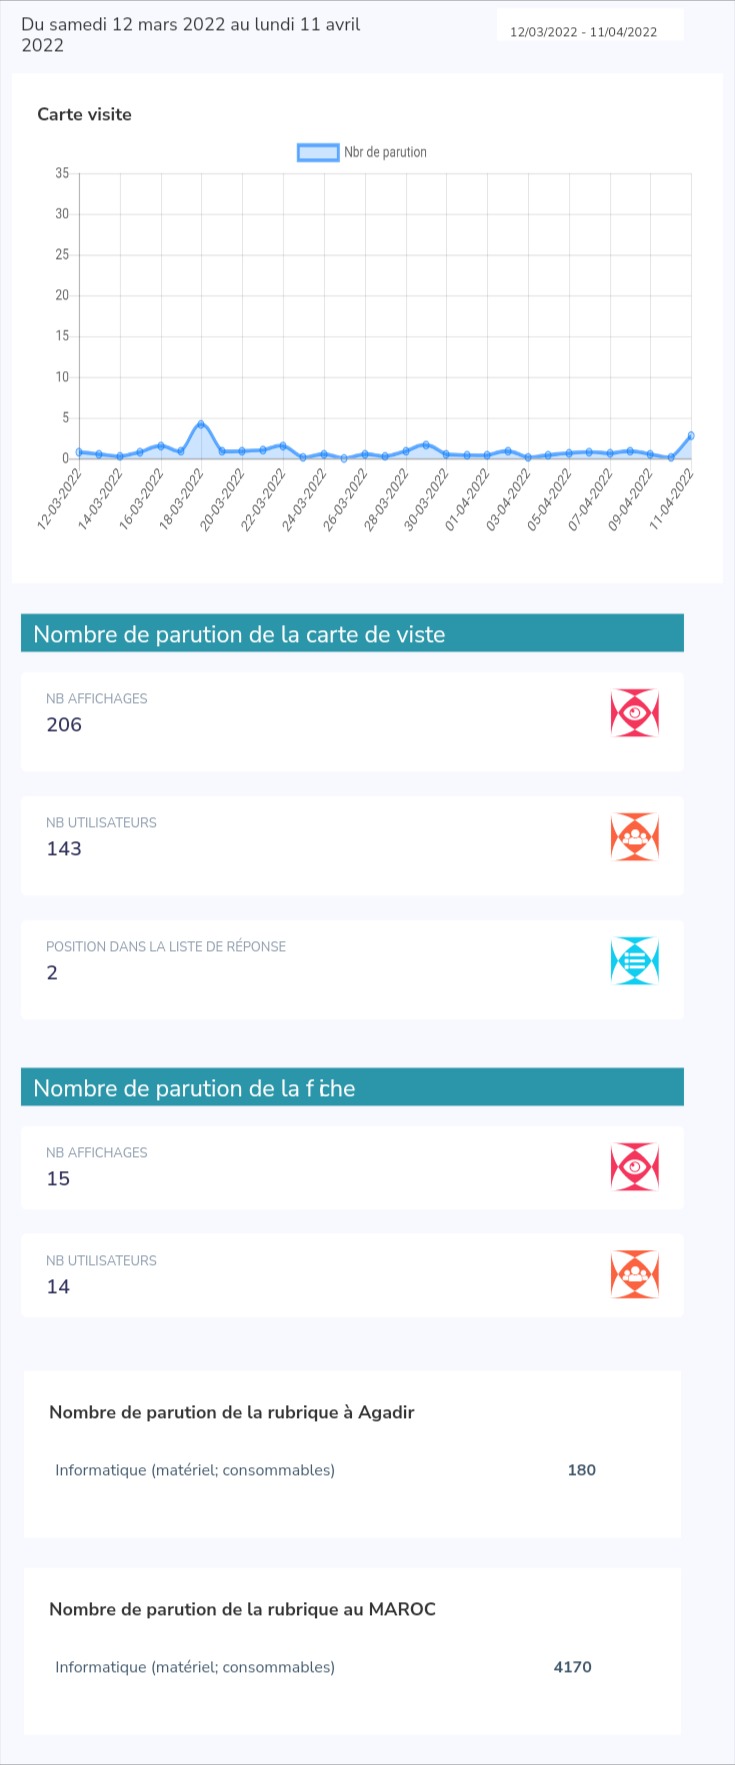 Du samedi 12 mars 2022 au lundi 11 avril
2022
12/03/2022 - 11/04/2022
Carte visite
Nbr de parution
35
30
25
20
15
10
5
0
12-03-2022
14-03-2022
16-03-2022
18-03-2022
20-03-2022
22-03-2022
24-03-2022
26-03-2022
28-03-2022
30-03-2022
01-04-2022
03-04-2022
05-04-2022
07-04-2022
09-04-2022
11-04-2022
Nombre de parution de la carte de viste
NB AFFICHAGES
206
NB UTILISATEURS
143
POSITION DANS LA LISTE DE RÉPONSE
2
Nombre de parution de la fiche
NB AFFICHAGES
15
NB UTILISATEURS
14
Nombre de parution de la rubrique à Agadir
Informatique (matériel; consommables) 180
Nombre de parution de la rubrique au MAROC
Informatique (matériel; consommables) 4170